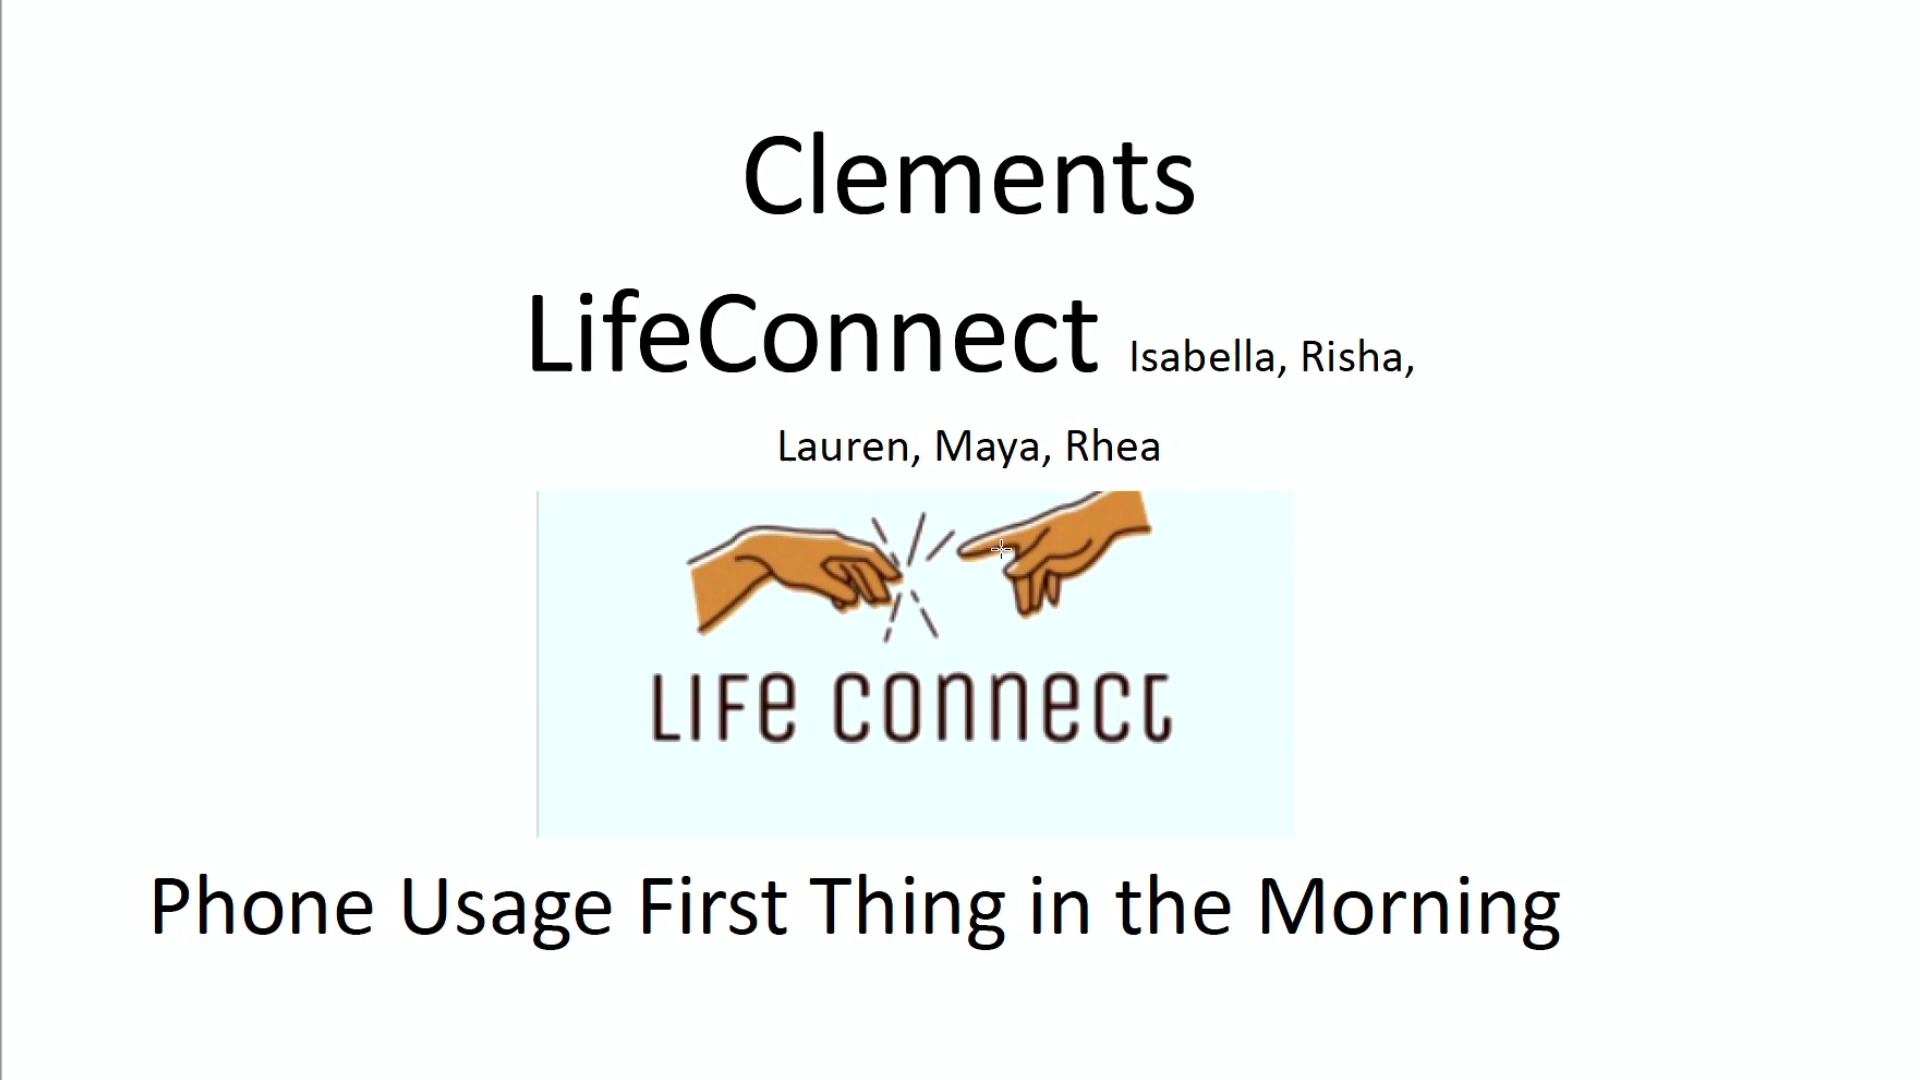 Clements
LifeConnect Isabella, Risha,
Lauren, Maya, Rhea
LIFe connect
Phone Usage First Thing in the Morning